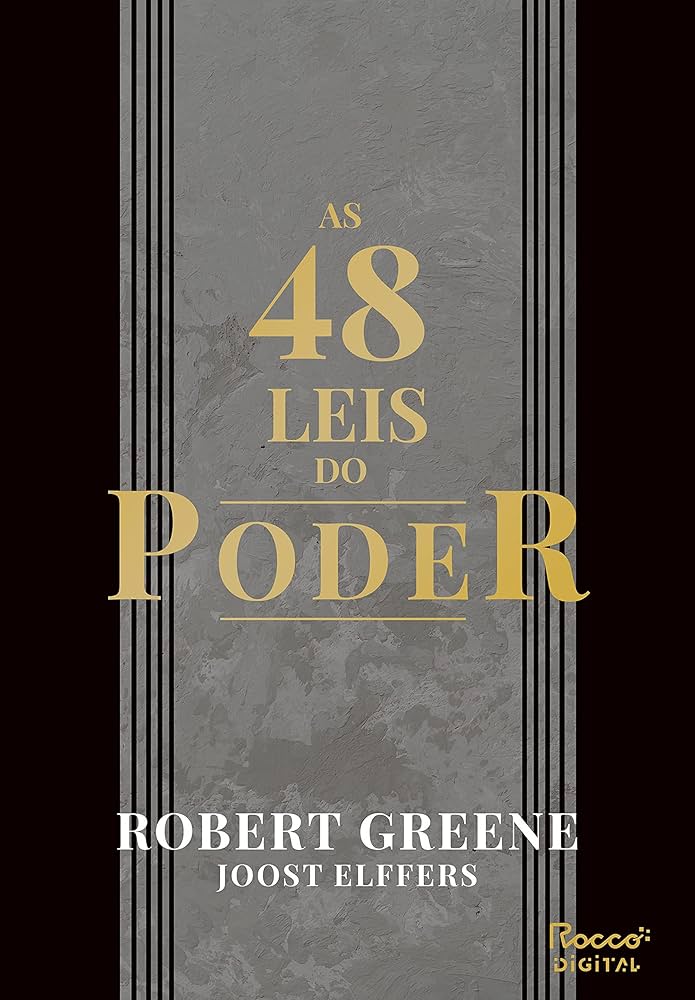 AS
48
LEIS
DO
PODER
ROBERT GREENE
JOOST ELFFERS
Rocco
DIGITAL